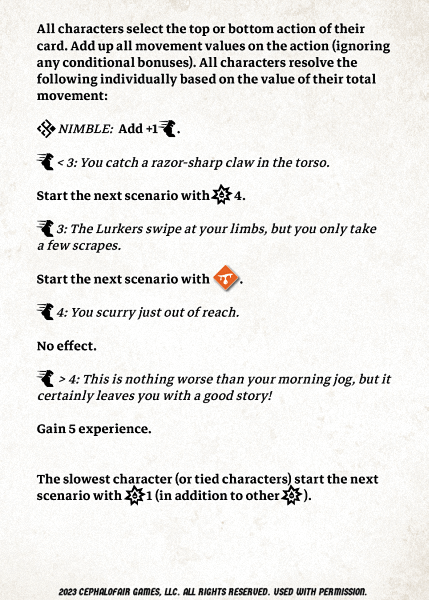 All characters select the top or bottom action of their
card. Add up all movement values on the action (ignoring
any conditional bonuses). All characters resolve the
following individually based on the value of their total
movement:
NIMBLE: Add +1 .
< 3: You catch a razor-sharp claw in the torso.
Start the next scenario with 4.
3: The Lurkers swipe at your limbs, but you only take
a few scrapes.
Start the next scenario with .
4: You scurry just out of reach.
No effect.
> 4: This is nothing worse than your morning jog, but it
certainly leaves you with a good story!
Gain 5 experience.
The slowest character (or tied characters) start the next
scenario with 1 (in addition to other ).
2023 CEPHALOFAIR GAMES, LLC. ALL RIGHTS RESERVED. USED WITH PERMISSION.